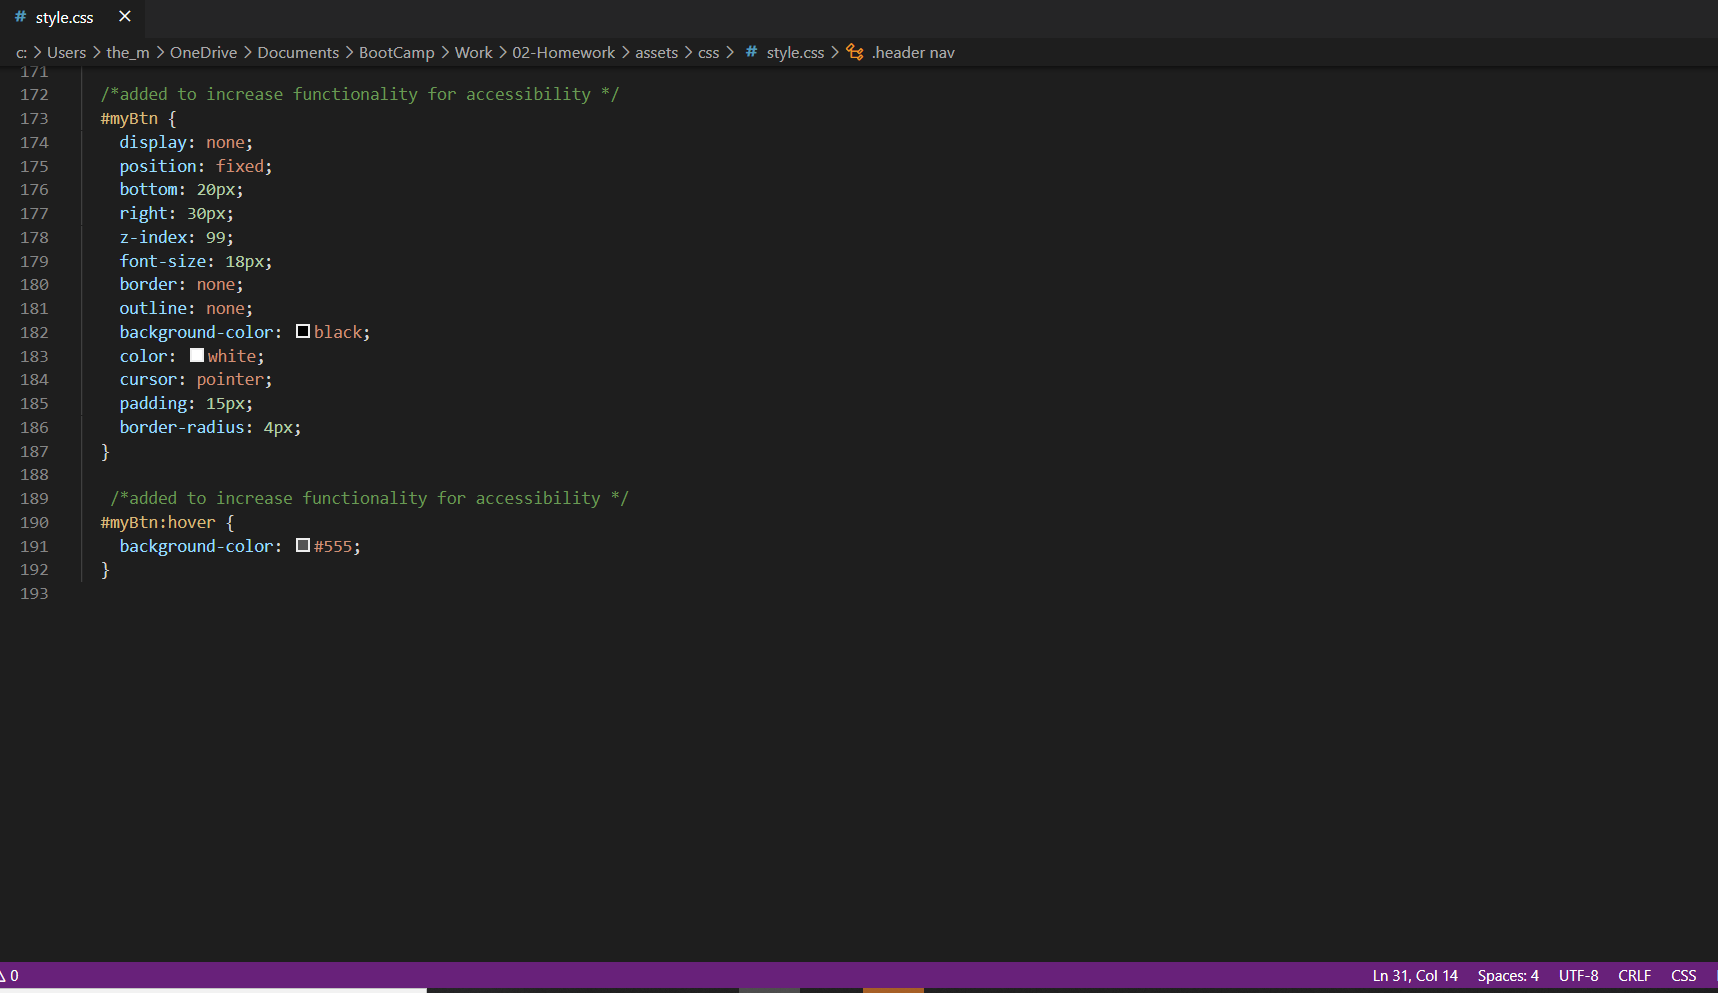 # style.css ×
c: > Users > the_m > OneDrive > Documents > BootCamp > Work > 02-Homework > assets > css > # style.css > .header nav
171
172 /*added to increase functionality for accessibility */
173 #myBtn {
174 display: none;
175 position: fixed;
176 bottom: 20px;
177 right: 30px;
178 z-index: 99;
179 font-size: 18px;
180 border: none;
181 outline: none;
182 background-color: black;
183 color: white;
184 cursor: pointer;
185 padding: 15px;
186 border-radius: 4px;
187 }
188
189 /*added to increase functionality for accessibility */
190 #myBtn:hover {
191 background-color: #555;
192 }
193
0 Ln 31, Col 14 Spaces: 4 UTF-8 CRLF CSS